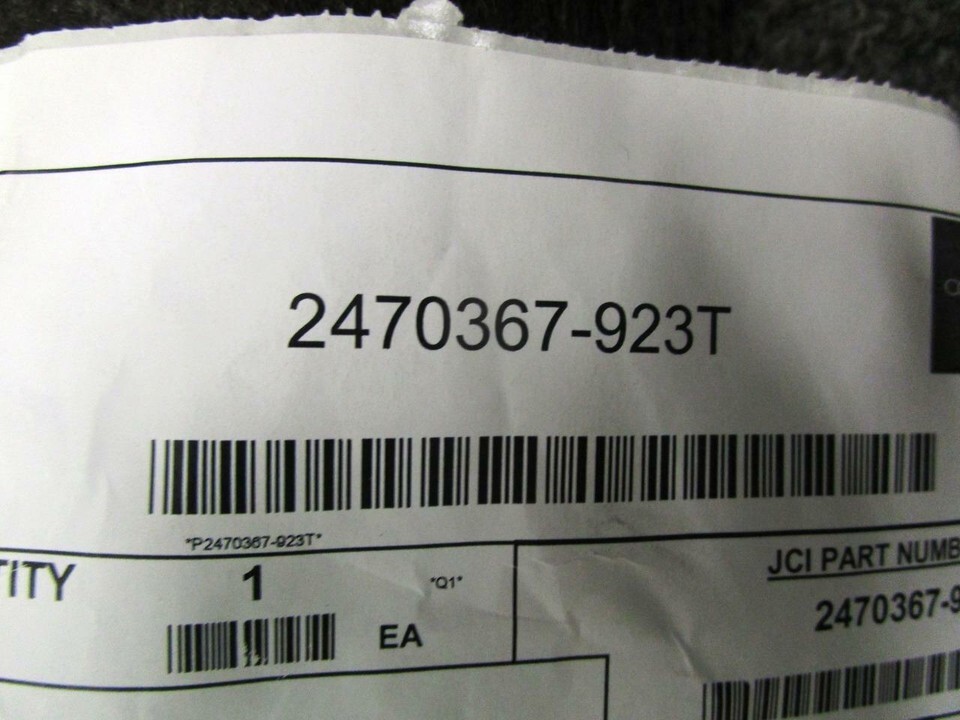 2470367-923T
*P2470367-923T*
TiTY
1
*Q1*
EA
JCI PART NUMB
2470367-9